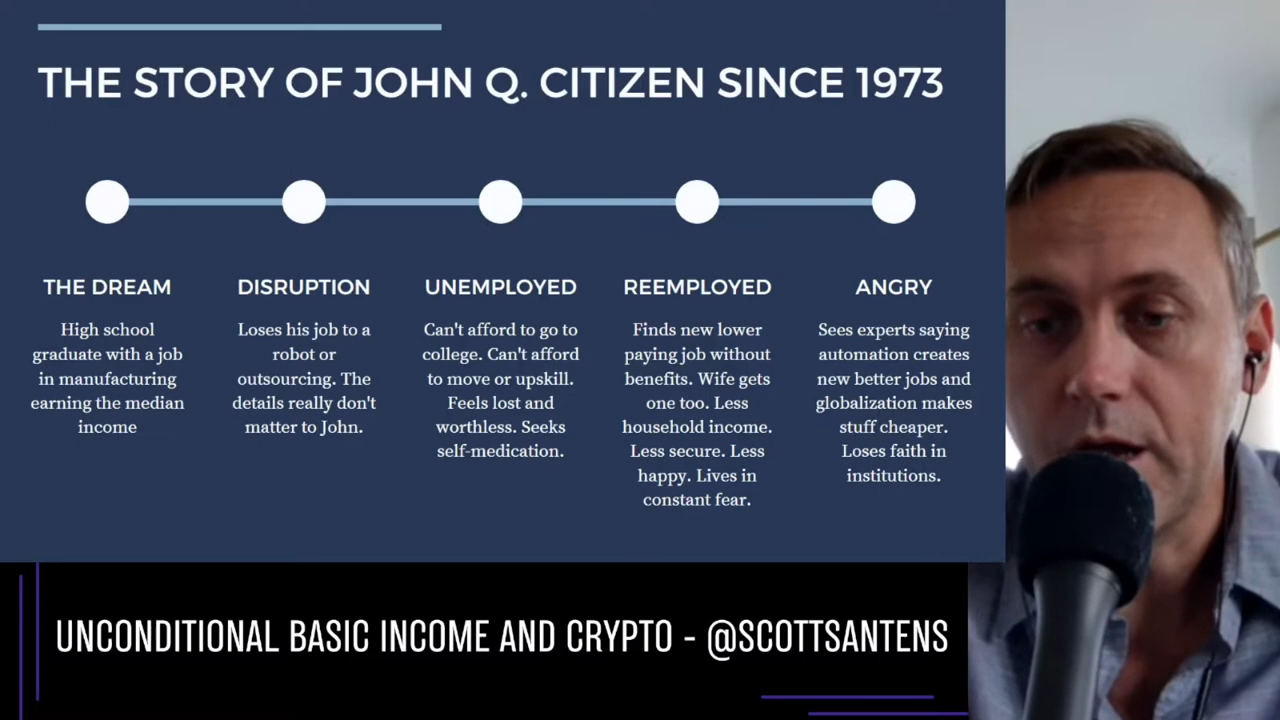 THE STORY OF JOHN Q. CITIZEN SINCE 1973
THE DREAM
High school
graduate with a job
in manufacturing
earning the median
income
DISRUPTION
Loses his job to a
robot or
outsourcing. The
details really don't
matter to John.
UNEMPLOYED
Can't afford to go to
college. Can't afford
to move or upskill.
Feels lost and
worthless. Seeks
self-medication.
REEMPLOYED
Finds new lower
paying job without
benefits. Wife gets
one too. Less
household income.
Less secure. Less
happy. Lives in
constant fear.
ANGRY
Sees experts saying
automation creates
new better jobs and
globalization makes
stuff cheaper.
Loses faith in
institutions.
UNCONDITIONAL BASIC INCOME AND CRYPTO - @SCOTTSANTENS